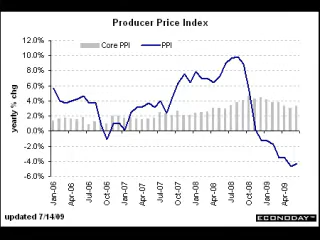 Producer Price Index
12.0%
Core PPI
PPI
10.0%
8.0%
6.0%
4.0%
2.0%
0.0%
-2.0%
-4.0%
-6.0%
yearly % chg
Jan-06
Apr-06
Jul-06
Oct-06
Jan-07
Apr-07
Jul-07
Oct-07
Jan-08
Apr-08
Jul-08
Oct-08
Jan-09
Apr-09
updated 7/14/09
ECONODAY™